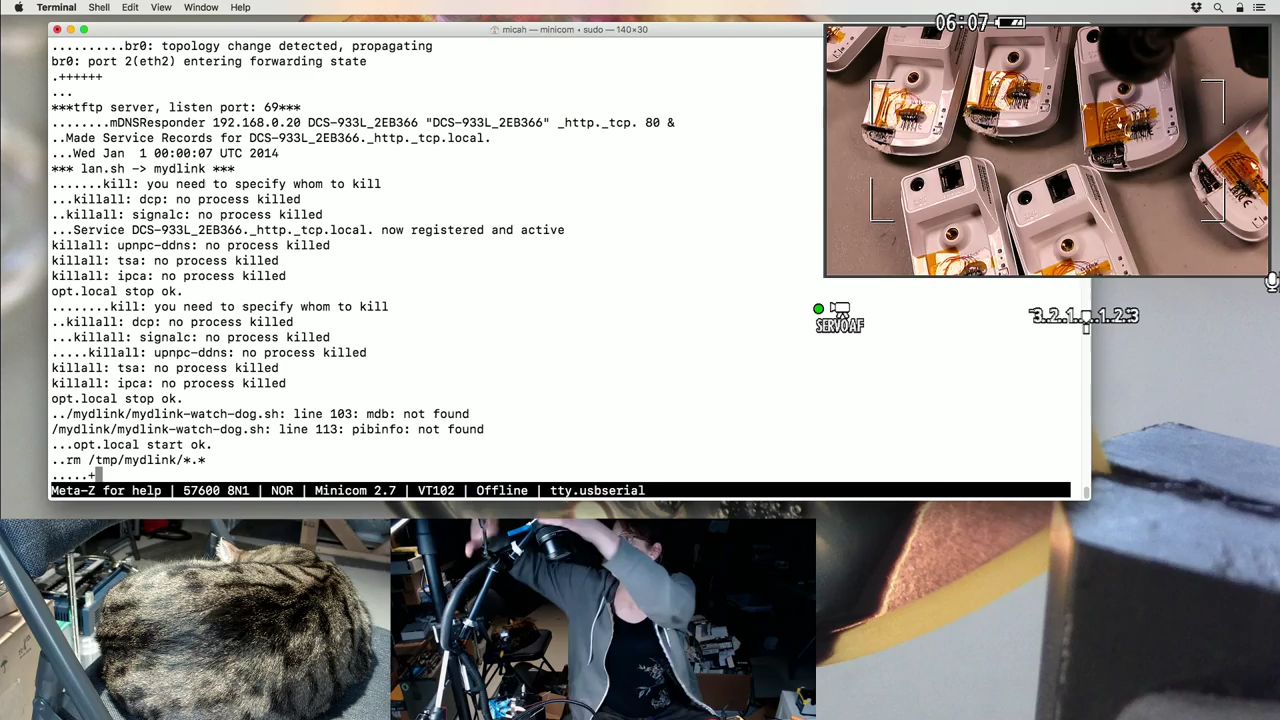 Terminal Shell Edit View Window Help
micah — minicom • sudo — 140×30
..........br0: topology change detected, propagating
br0: port 2(eth2) entering forwarding state
.++++++
...
***tftp server, listen port: 69***
........mDNSResponder 192.168.0.20 DCS-933L_2EB366 "DCS-933L_2EB366" _http._tcp. 80 &
..Made Service Records for DCS-933L_2EB366._http._tcp.local.
...Wed Jan  1 00:00:07 UTC 2014
*** lan.sh -> mydlink ***
.......kill: you need to specify whom to kill
...killall: dcp: no process killed
..killall: signalc: no process killed
...Service DCS-933L_2EB366._http._tcp.local. now registered and active
killall: upnpc-ddns: no process killed
killall: tsa: no process killed
killall: ipca: no process killed
opt.local stop ok.
........kill: you need to specify whom to kill
..killall: dcp: no process killed
...killall: signalc: no process killed
.....killall: upnpc-ddns: no process killed
killall: tsa: no process killed
killall: ipca: no process killed
opt.local stop ok.
../mydlink/mydlink-watch-dog.sh: line 103: mdb: not found
/mydlink/mydlink-watch-dog.sh: line 113: pibinfo: not found
...opt.local start ok.
..rm /tmp/mydlink/*.*
.....+
Meta-Z for help | 57600 8N1 | NOR | Minicom 2.7 | VT102 | Offline | tty.usbserial
06:07
SERVO AF
-3..2..1..0..1..2..3